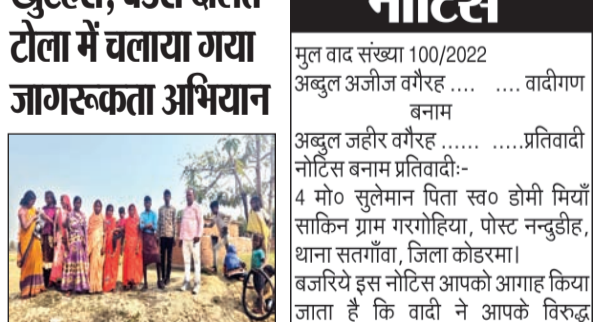 टोला में चलाया गया
जागरूकता अभियान
नोटिस
मुल वाद संख्या 100/2022
अब्दुल अजीज वगैरह .... .... वादीगण
बनाम
अब्दुल जहीर वगैरह ...... .....प्रतिवादी
नोटिस बनाम प्रतिवादीः-
4 मो० सुलेमान पिता स्व० डोमी मियाँ
साकिन ग्राम गरगोहिया, पोस्ट नन्दुडीह,
थाना सतगाँवा, जिला कोडरमा।
बजरिये इस नोटिस आपको आगाह किया
जाता है कि वादी ने आपके विरुद्ध